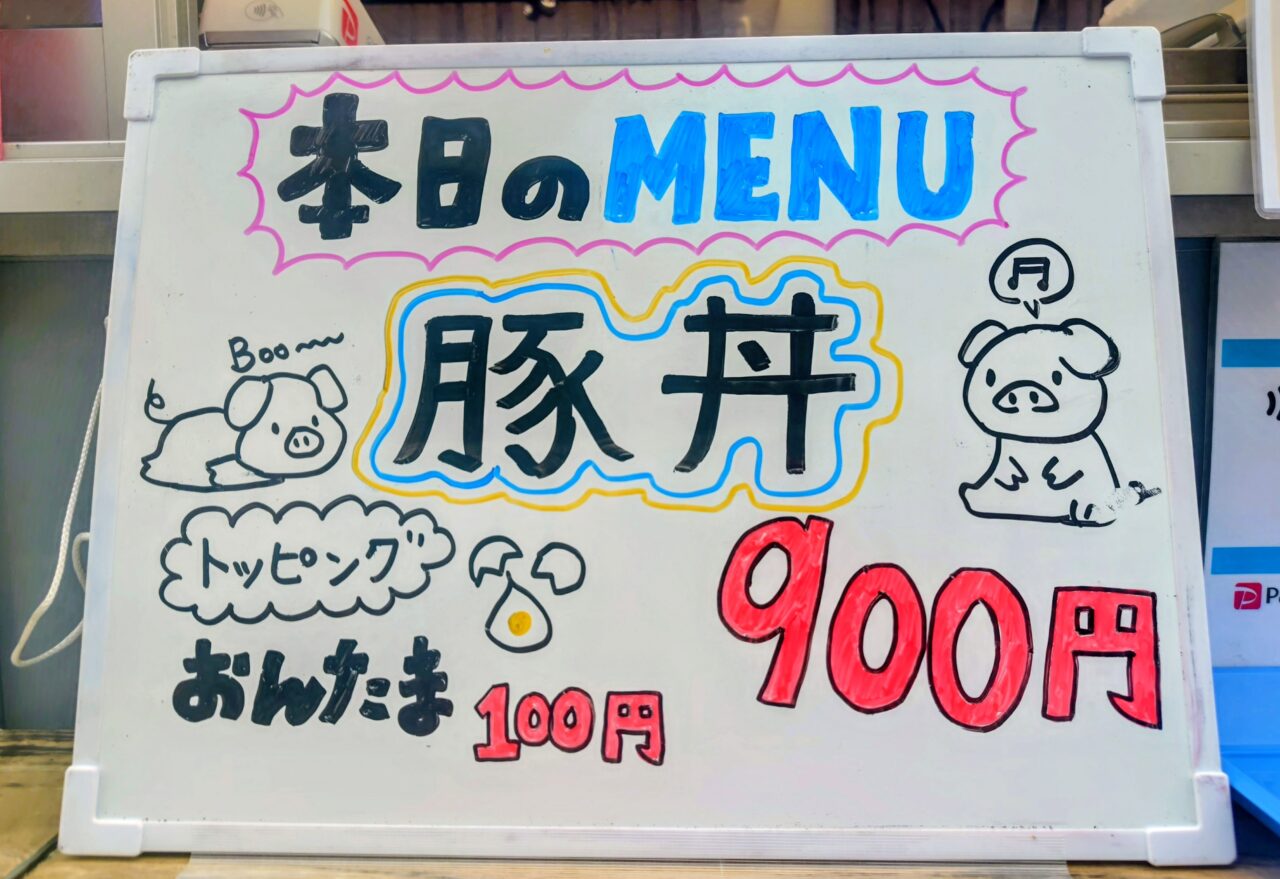 本日のMENU
豚丼
Boo〜
トッピング
おんたま 100円
900円
P